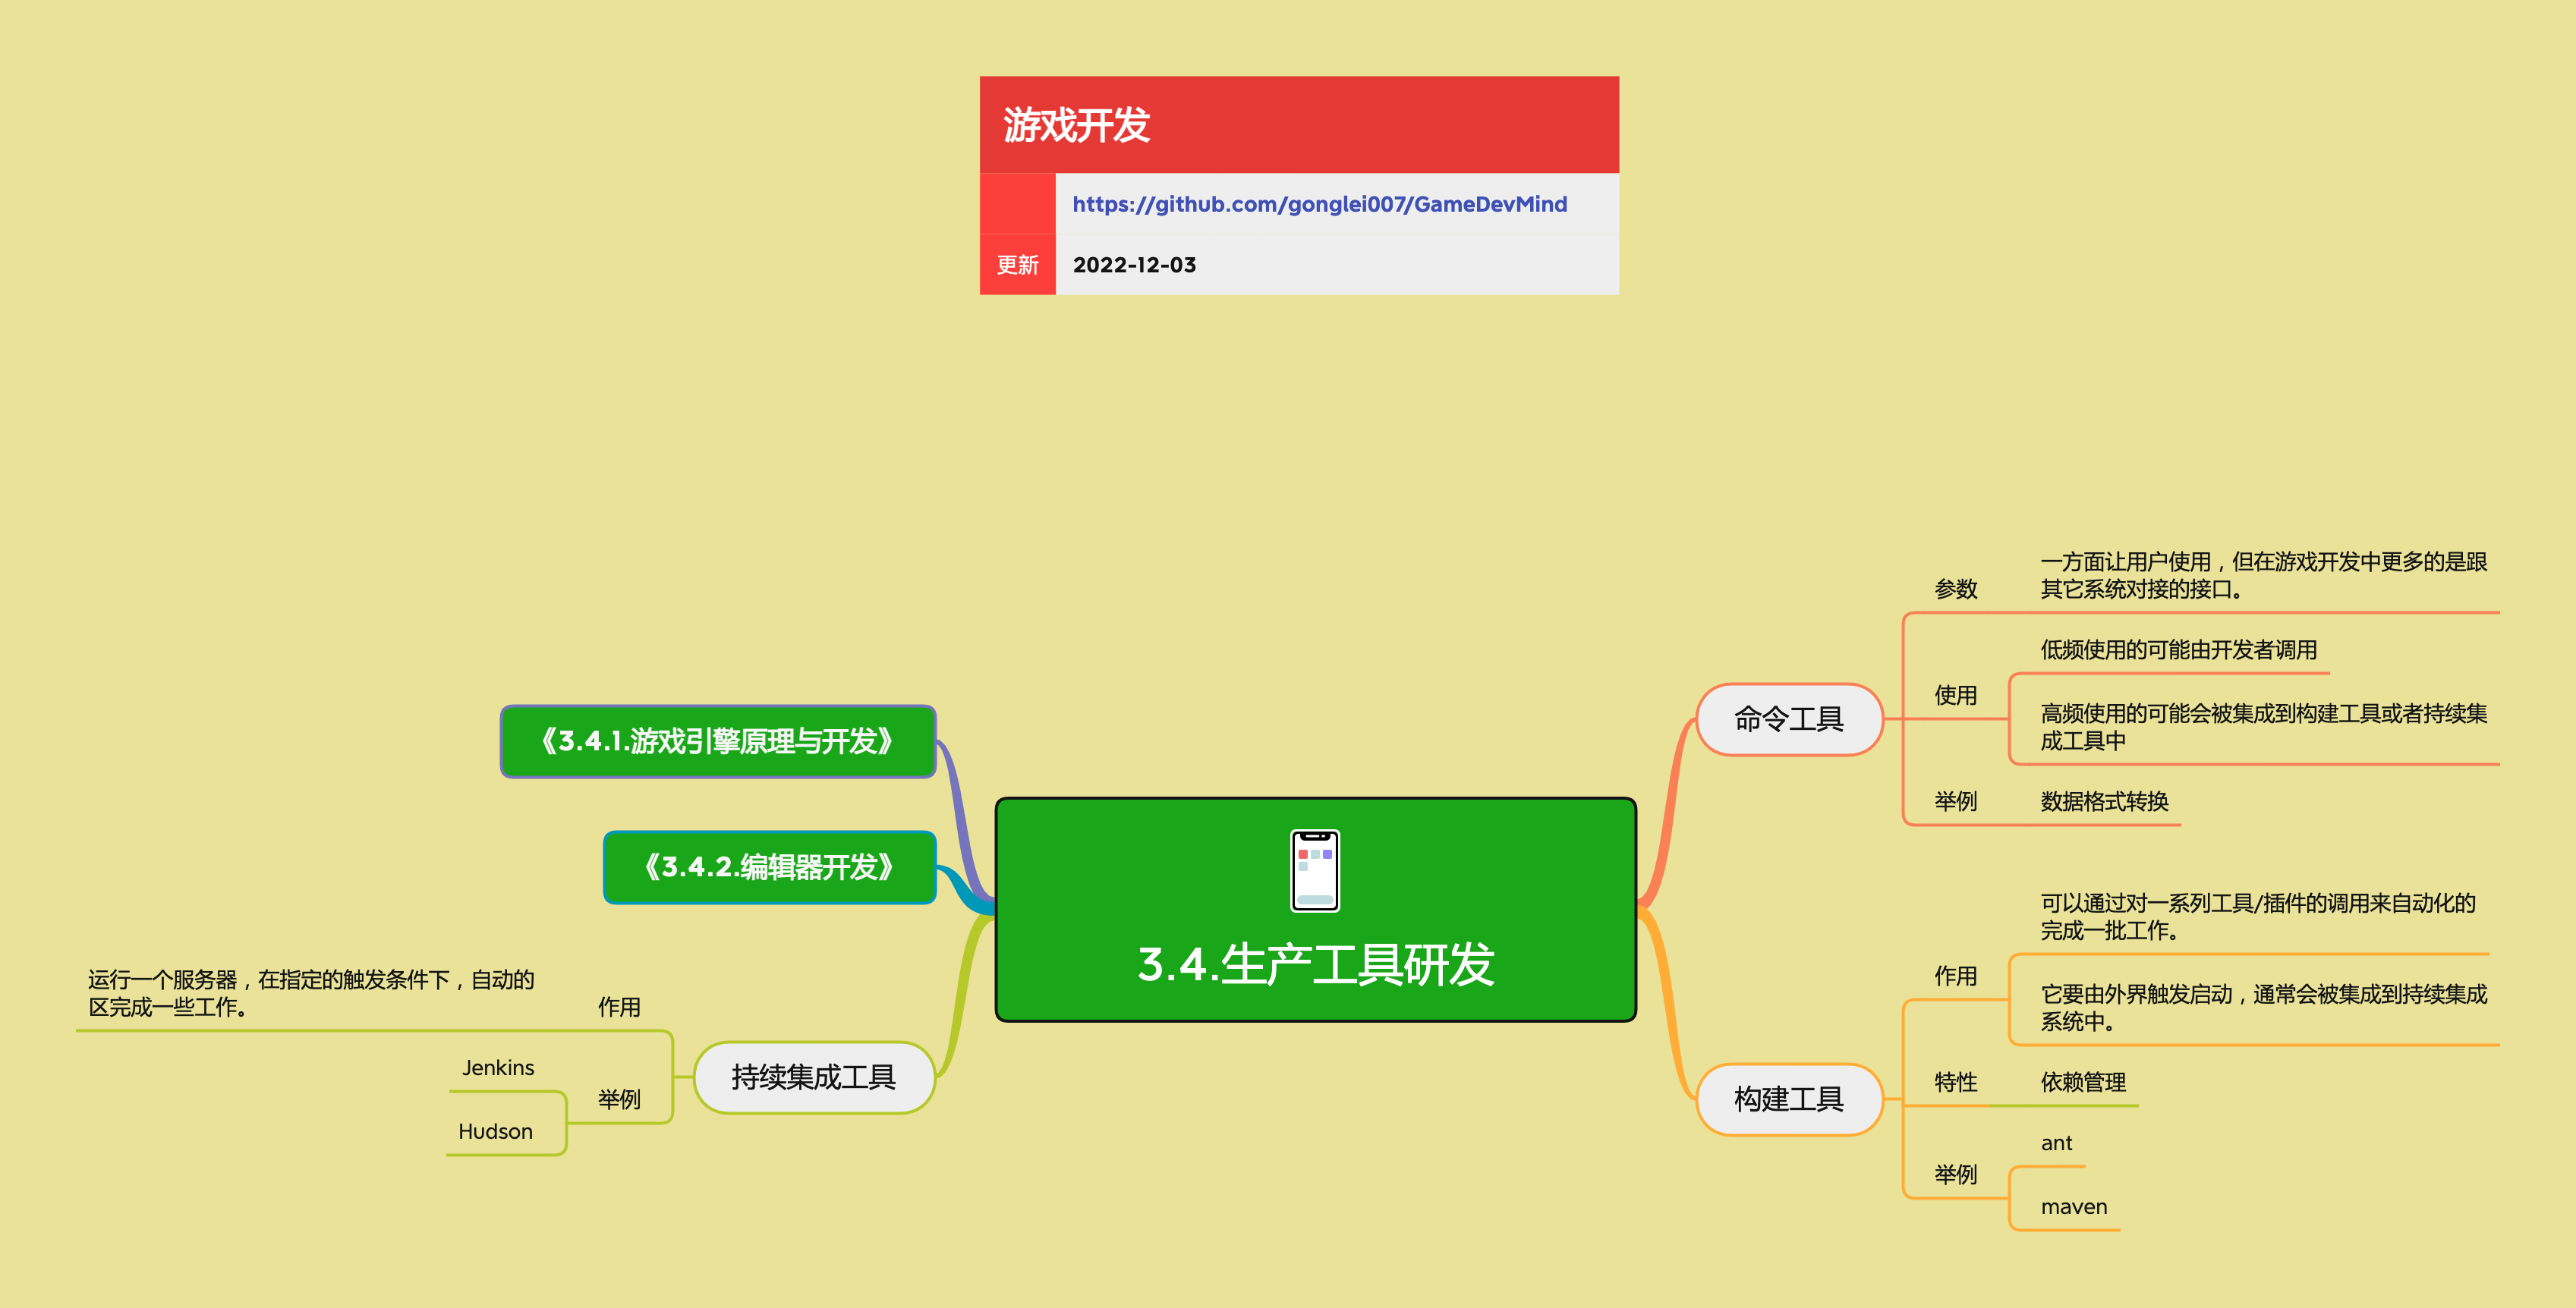 游戏开发
https://github.com/gonglei007/GameDevMind
更新
2022-12-03
3.4.生产工具研发
命令工具
参数
一方面让用户使用，但在游戏开发中更多的是跟
其它系统对接的接口。
使用
低频使用的可能由开发者调用
高频使用的可能会被集成到构建工具或者持续集
成工具中
举例
数据格式转换
构建工具
作用
可以通过对一系列工具/插件的调用来自动化的
完成一批工作。
它要由外界触发启动，通常会被集成到持续集成
系统中。
特性
依赖管理
举例
ant
maven
《3.4.1.游戏引擎原理与开发》
《3.4.2.编辑器开发》
持续集成工具
作用
运行一个服务器，在指定的触发条件下，自动的
区完成一些工作。
举例
Jenkins
Hudson